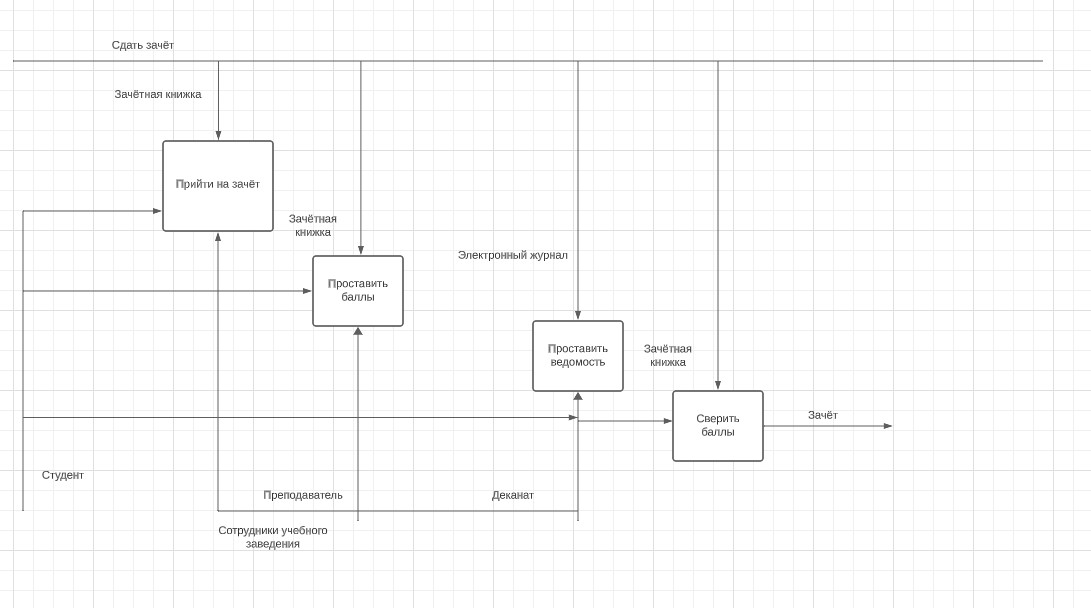 Сдать зачёт
Зачётная книжка
Прийти на зачёт
Зачётная
книжка
Проставить
баллы
Электронный журнал
Проставить
ведомость
Зачётная
книжка
Сверить
баллы
Зачёт
Студент
Преподаватель
Деканат
Сотрудники учебного
заведения